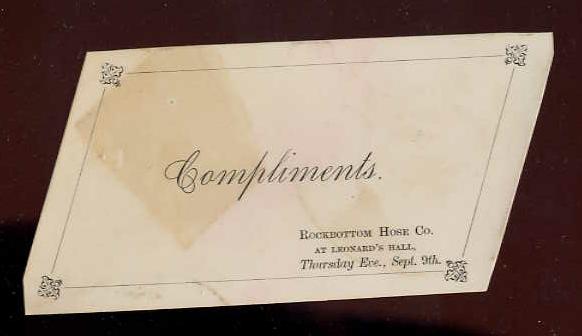 Compliments.
Rockbottom Hose Co.
at Leonard's Hall,
Thursday Eve., Sept. 9th.